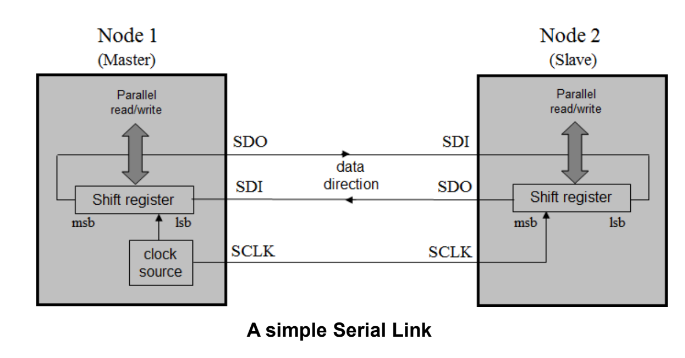 Node 1
(Master)
Node 2
(Slave)
Parallel
read/write
Parallel
read/write
SDO
SDI
data
direction
SDI
SDO
Shift register
msb
lsb
Shift register
msb
lsb
clock
source
SCLK
SCLK
A simple Serial Link